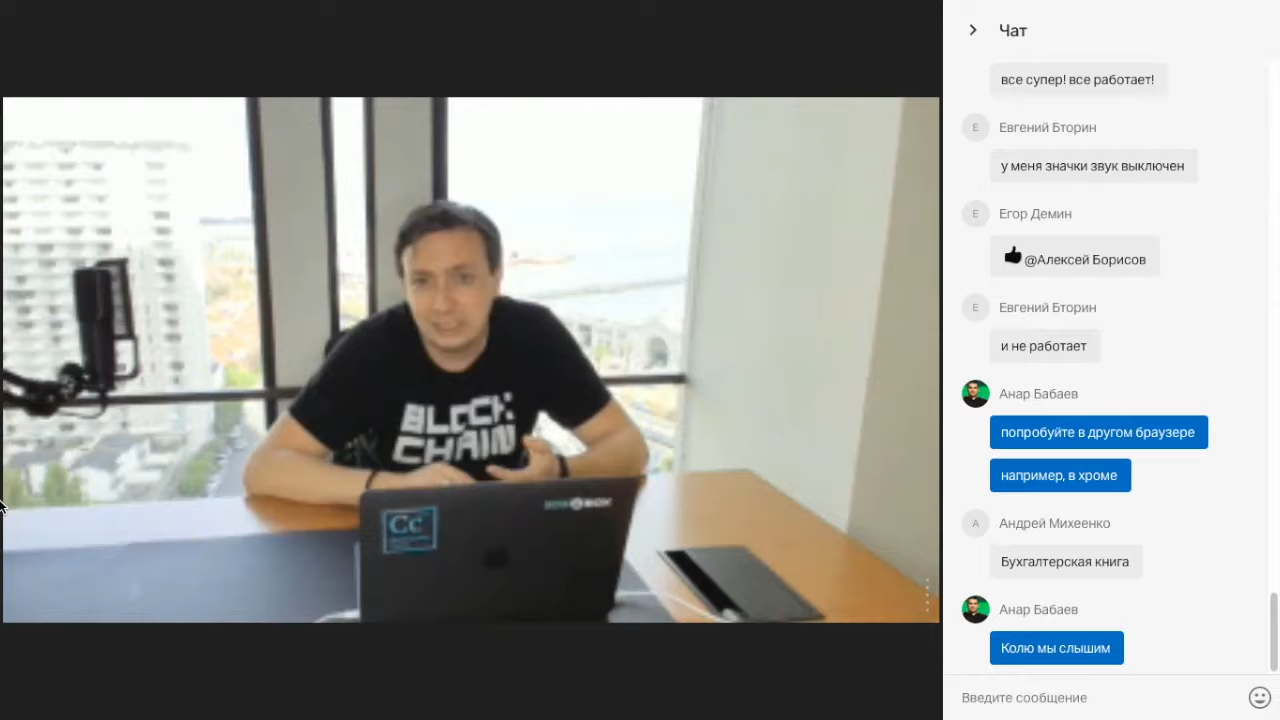 Чат
все супер! все работает!
Е
Евгений Вторин
у меня значки звук выключен
Е
Егор Демин
@Алексей Борисов
Е
Евгений Вторин
и не работает
Анар Бабаев
попробуйте в другом браузере
например, в хроме
А
Андрей Михеенко
Бухгалтерская книга
Анар Бабаев
Колю мы слышим
Введите сообщение
BLOCK
CHAIN
Cc